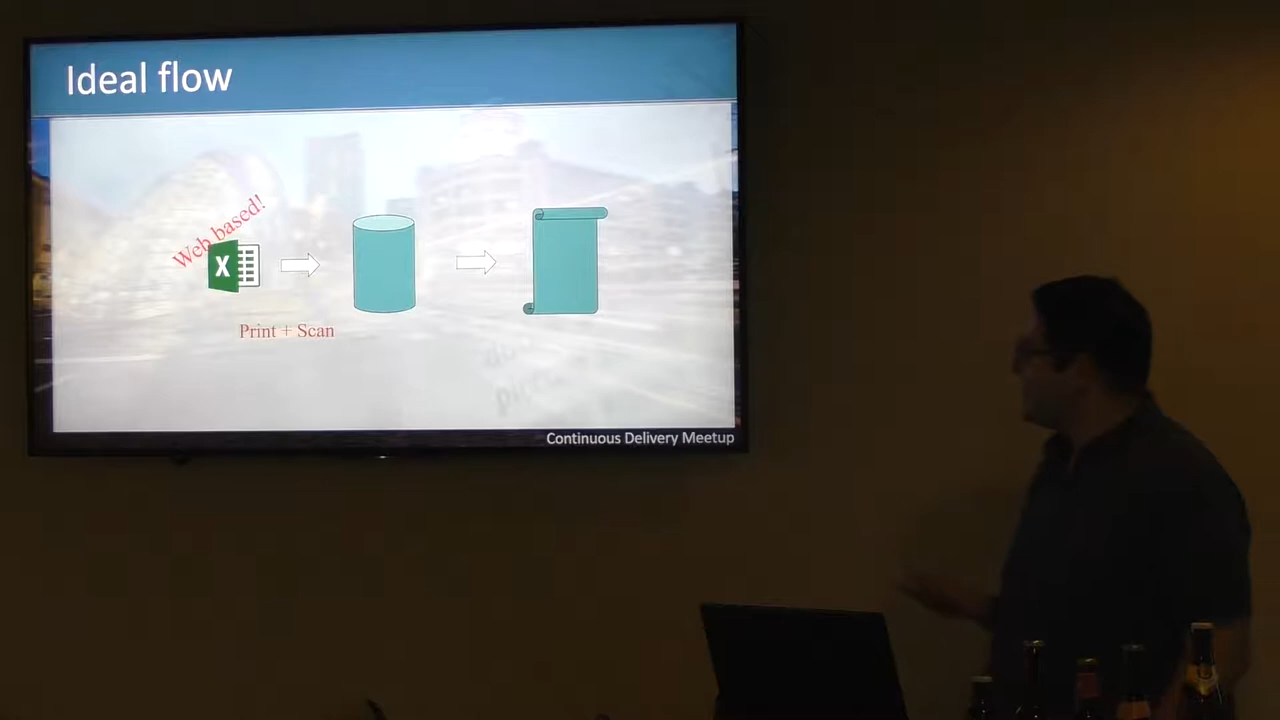 Ideal flow
Web based!
X
Print + Scan
Continuous Delivery Meetup